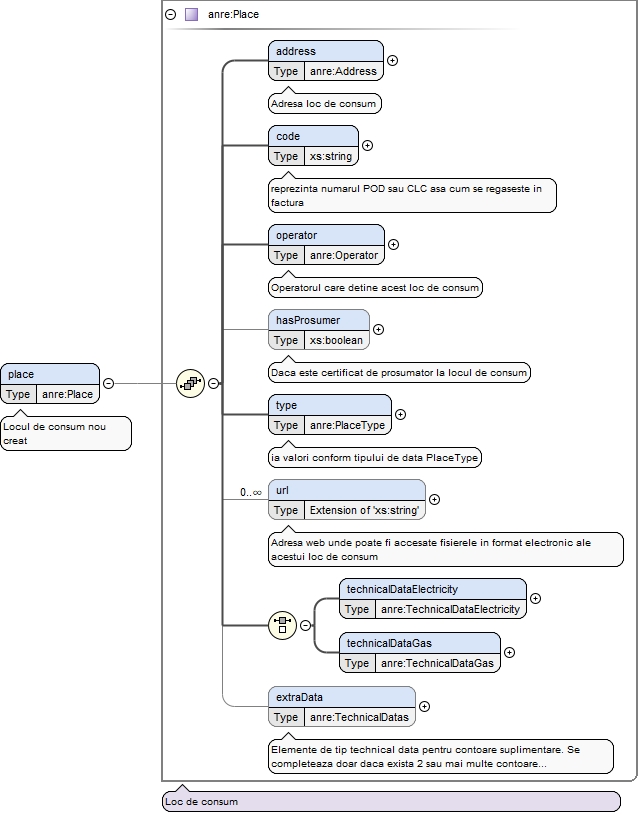 anre:Place
address
Type anre:Address
Adresa loc de consum
code
Type xs:string
reprezinta numarul POD sau CLC asa cum se regaseste in
factura
operator
Type anre:Operator
Operatorul care detine acest loc de consum
hasProsumer
Type xs:boolean
Daca este certificat de prosumator la locul de consum
place
Type anre:Place
Locul de consum nou
creat
type
Type anre:PlaceType
ia valori conform tipului de data PlaceType
0..∞
url
Type Extension of 'xs:string'
Adresa web unde poate fi accesate fisierele in format electronic ale
acestui loc de consum
technicalDataElectricity
Type anre:TechnicalDataElectricity
technicalDataGas
Type anre:TechnicalDataGas
extraData
Type anre:TechnicalDatas
Elemente de tip technical data pentru contoare suplimentare. Se
completeaza doar daca exista 2 sau mai multe contoare...
Loc de consum